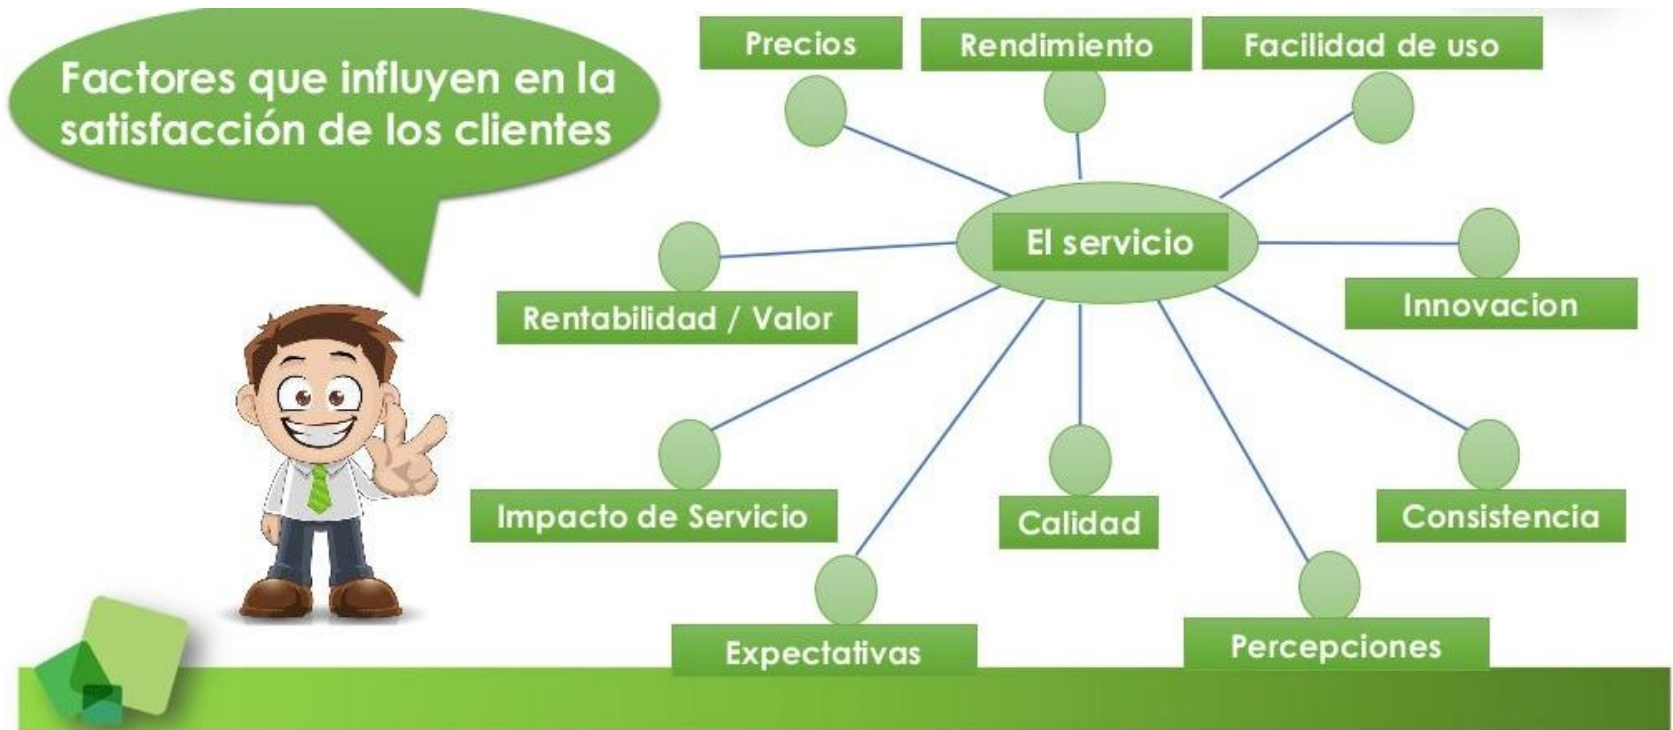 Factores que influyen en la
satisfacción de los clientes
Precios
Rendimiento
Facilidad de uso
El servicio
Rentabilidad / Valor
Innovacion
Impacto de Servicio
Calidad
Consistencia
Expectativas
Percepciones